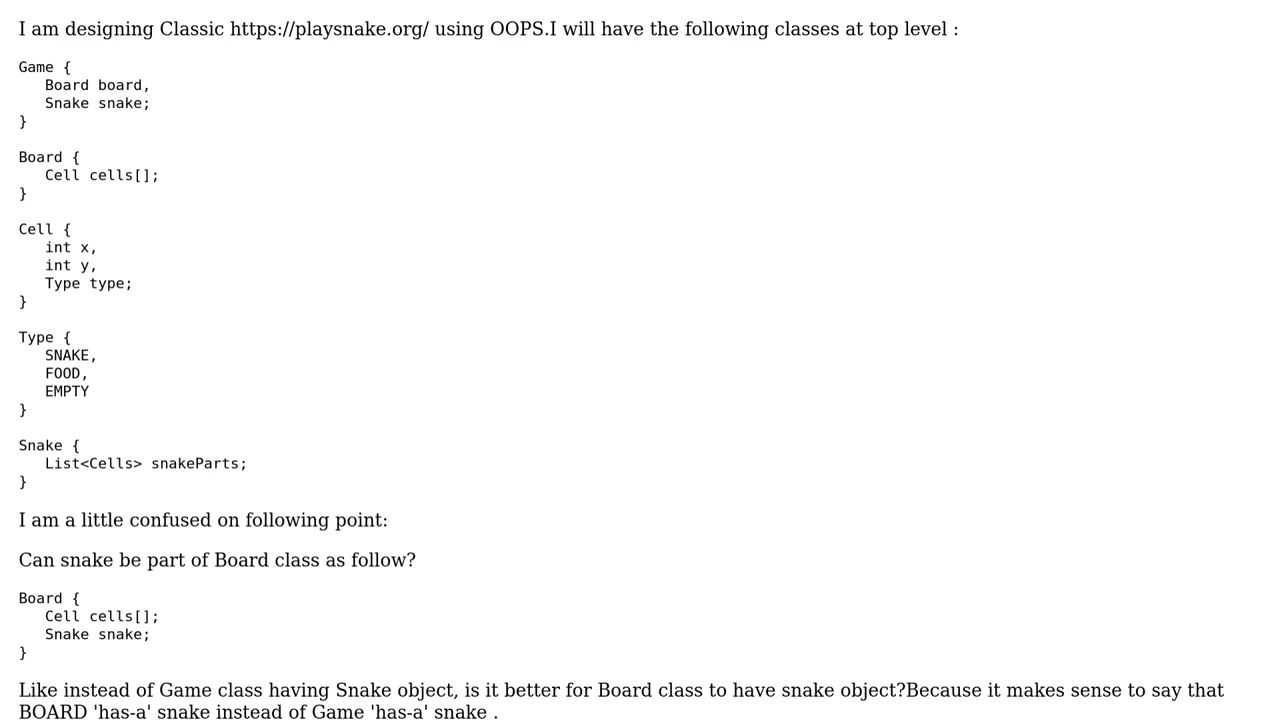 I am designing Classic https://playsnake.org/ using OOPS.I will have the following classes at top level :
Game {
   Board board,
   Snake snake;
}
Board {
   Cell cells[];
}
Cell {
   int x,
   int y,
   Type type;
}
Type {
   SNAKE,
   FOOD,
   EMPTY
}
Snake {
   List<Cells> snakeParts;
}
I am a little confused on following point:
Can snake be part of Board class as follow?
Board {
   Cell cells[];
   Snake snake;
}
Like instead of Game class having Snake object, is it better for Board class to have snake object?Because it makes sense to say that
BOARD 'has-a' snake instead of Game 'has-a' snake .